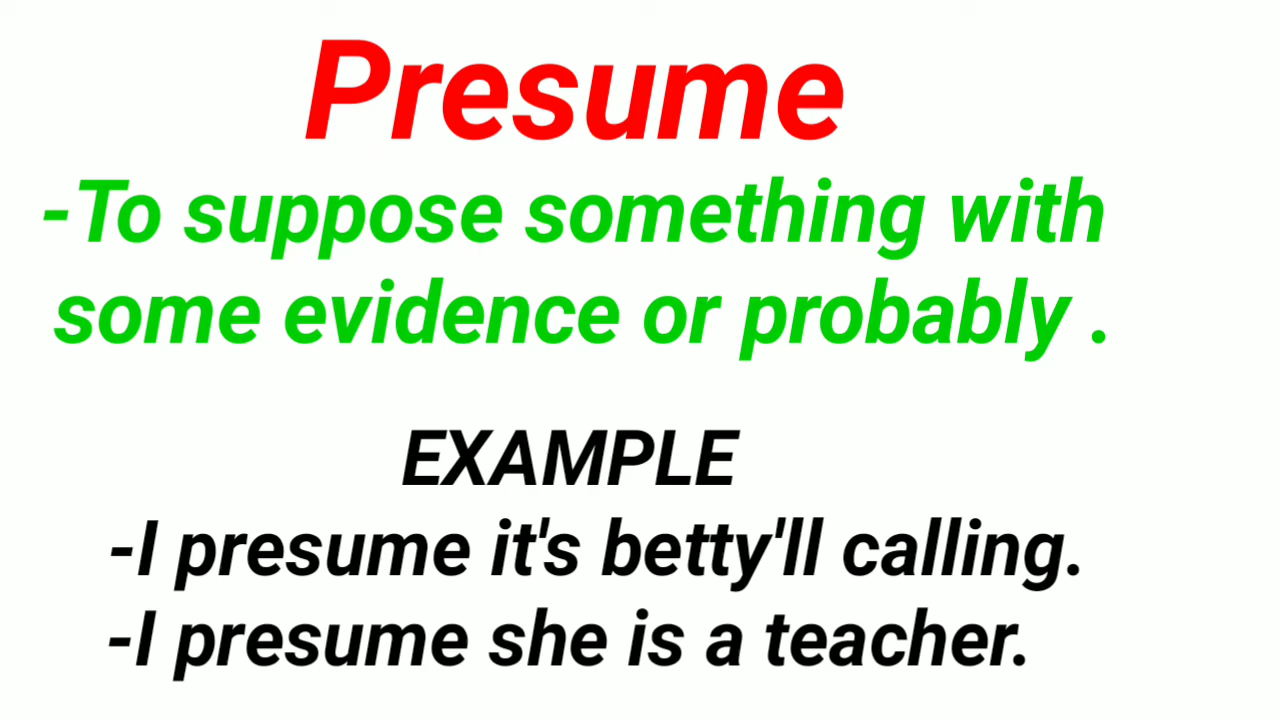 Presume
-To suppose something with
some evidence or probably .
EXAMPLE
-I presume it's betty'll calling.
-I presume she is a teacher.